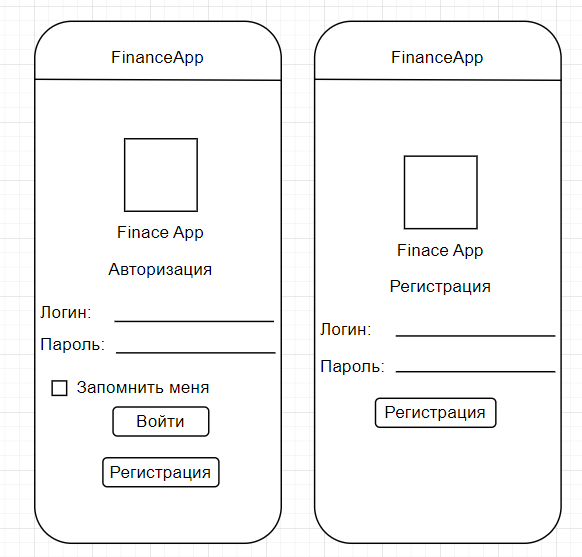 FinanceApp
Finace App
Авторизация
Логин:
Пароль:
Запомнить меня
Войти
Регистрация
FinanceApp
Finace App
Регистрация
Логин:
Пароль:
Регистрация